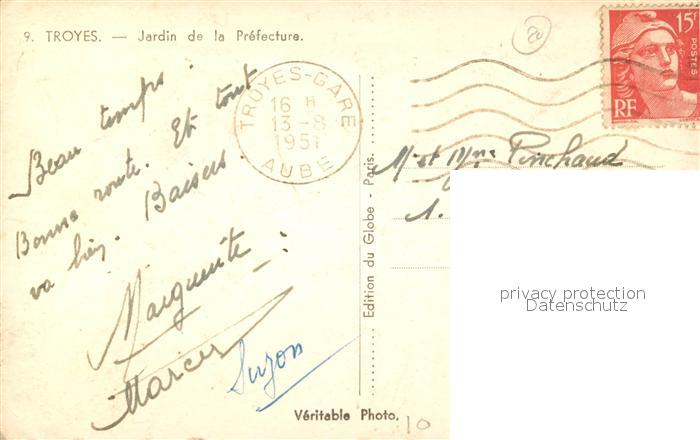 9. TROYES. — Jardin de la Préfecture.
20
15F
POSTES
RF
TROYES-GARE
16 H
13-8
1951
AUBE
Beau temps.
Bonne route. Et tout
va bien. Baisers.
Marguerite
Marcel
Suzon
Edition du Globe - Paris.
Véritable Photo.
10
Mr et Mme
privacy protection
Datenschutz